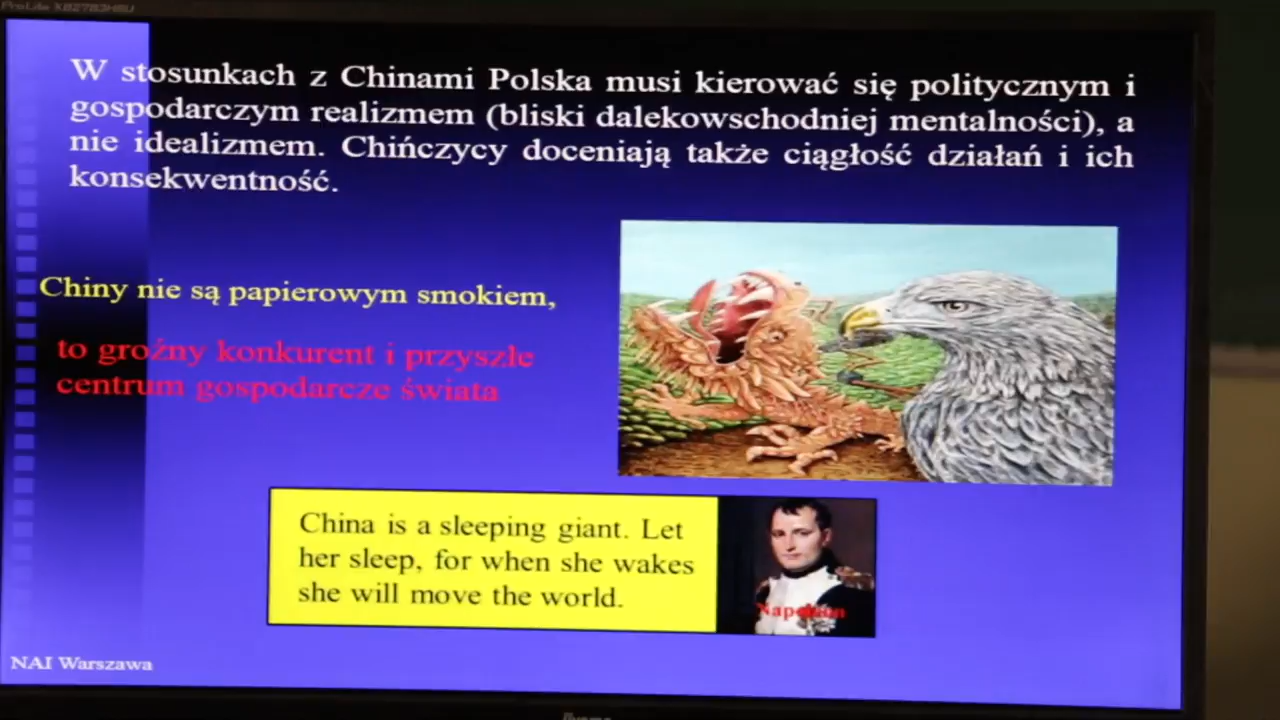 W stosunkach z Chinami Polska musi kierować się politycznym i
gospodarczym realizmem (bliski dalekowschodniej mentalności), a
nie idealizmem. Chińczycy doceniają także ciągłość działań i ich
konsekwentność.
Chiny nie są papierowym smokiem,
to groźny konkurent i przyszłe
centrum gospodarcze świata
China is a sleeping giant. Let
her sleep, for when she wakes
she will move the world.
Napoleon
NAI Warszawa